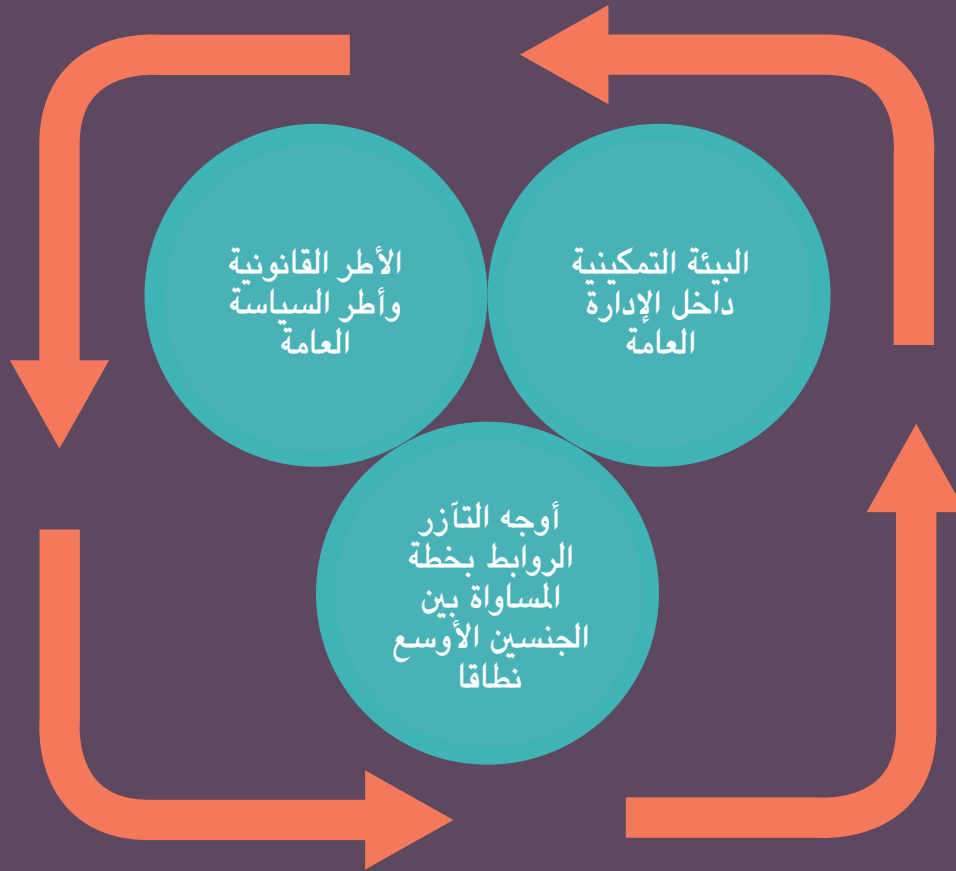 البيئة التمكينية
داخل الإدارة
العامة
الأطر القانونية
وأطر السياسة
العامة
أوجه التآزر
الروابط بخطة
المساواة بين
الجنسين الأوسع
نطاقا